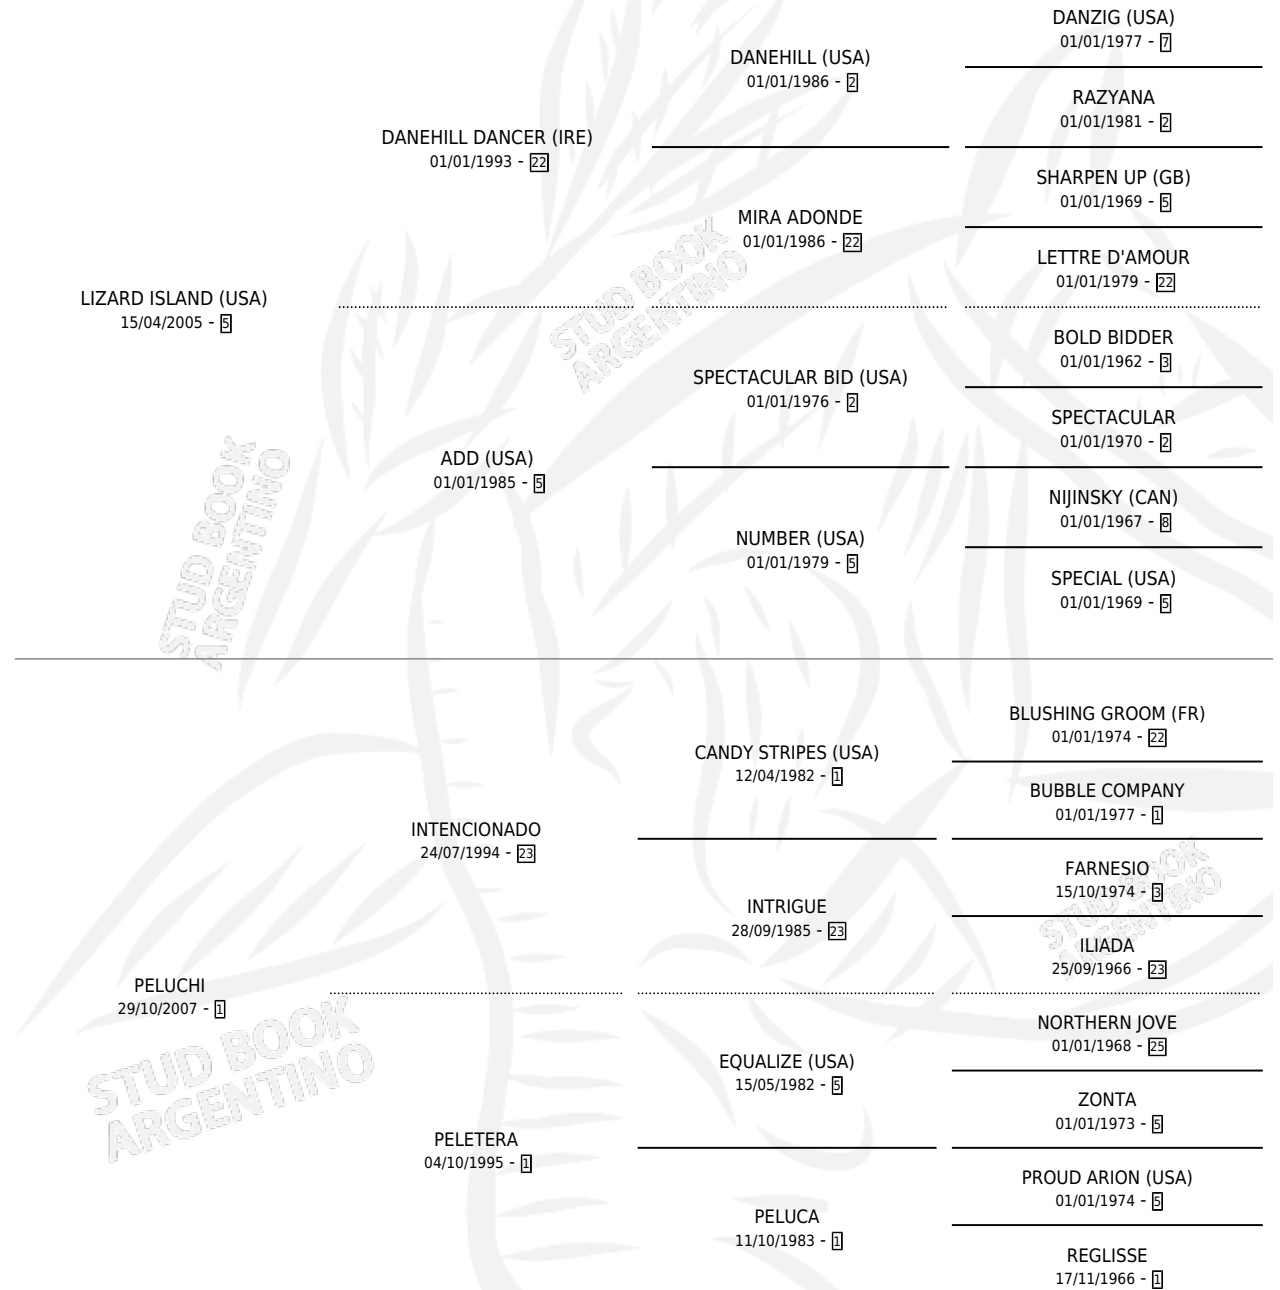 DANZIG (USA)
01/01/1977 - 7
DANEHILL (USA)
01/01/1986 - 2
RAZYANA
01/01/1981 - 2
DANEHILL DANCER (IRE)
01/01/1993 - 22
SHARPEN UP (GB)
01/01/1969 - 5
MIRA ADONDE
01/01/1986 - 22
LETTRE D'AMOUR
01/01/1979 - 22
LIZARD ISLAND (USA)
15/04/2005 - 5
STUD BOOK
ARGENTINO
BOLD BIDDER
01/01/1962 - 3
SPECTACULAR BID (USA)
01/01/1976 - 2
SPECTACULAR
01/01/1970 - 2
ADD (USA)
01/01/1985 - 5
NIJINSKY (CAN)
01/01/1967 - 8
NUMBER (USA)
01/01/1979 - 5
SPECIAL (USA)
01/01/1969 - 5
STUD BOOK
ARGENTINO
BLUSHING GROOM (FR)
01/01/1974 - 22
CANDY STRIPES (USA)
12/04/1982 - 1
BUBBLE COMPANY
01/01/1977 - 1
INTENCIONADO
24/07/1994 - 23
FARNESIO
15/10/1974 - 3
INTRIGUE
28/09/1985 - 23
ILIADA
25/09/1966 - 23
STUD BOOK
ARGENTINO
PELUCHI
29/10/2007 - 1
NORTHERN JOVE
01/01/1968 - 25
EQUALIZE (USA)
15/05/1982 - 5
ZONTA
01/01/1973 - 5
STUD BOOK
ARGENTINO
PELETERA
04/10/1995 - 1
PROUD ARION (USA)
01/01/1974 - 5
PELUCA
11/10/1983 - 1
REGLISSE
17/11/1966 - 1